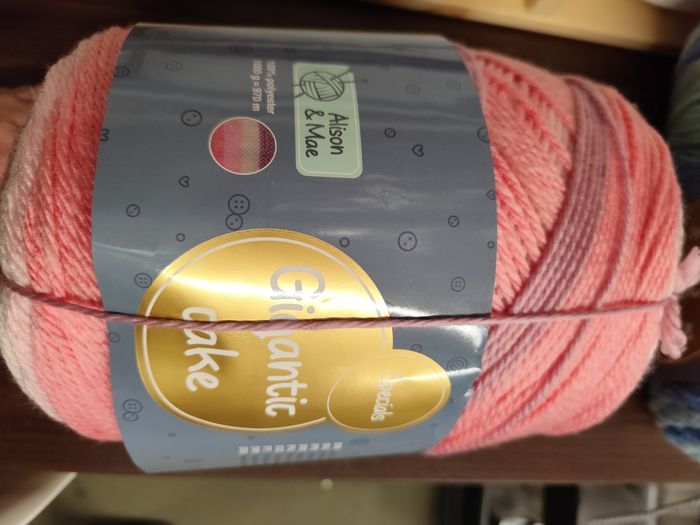 Alison
& Mae
100% polyester
1000 g = 970 m
Specials
Gigantic
cake